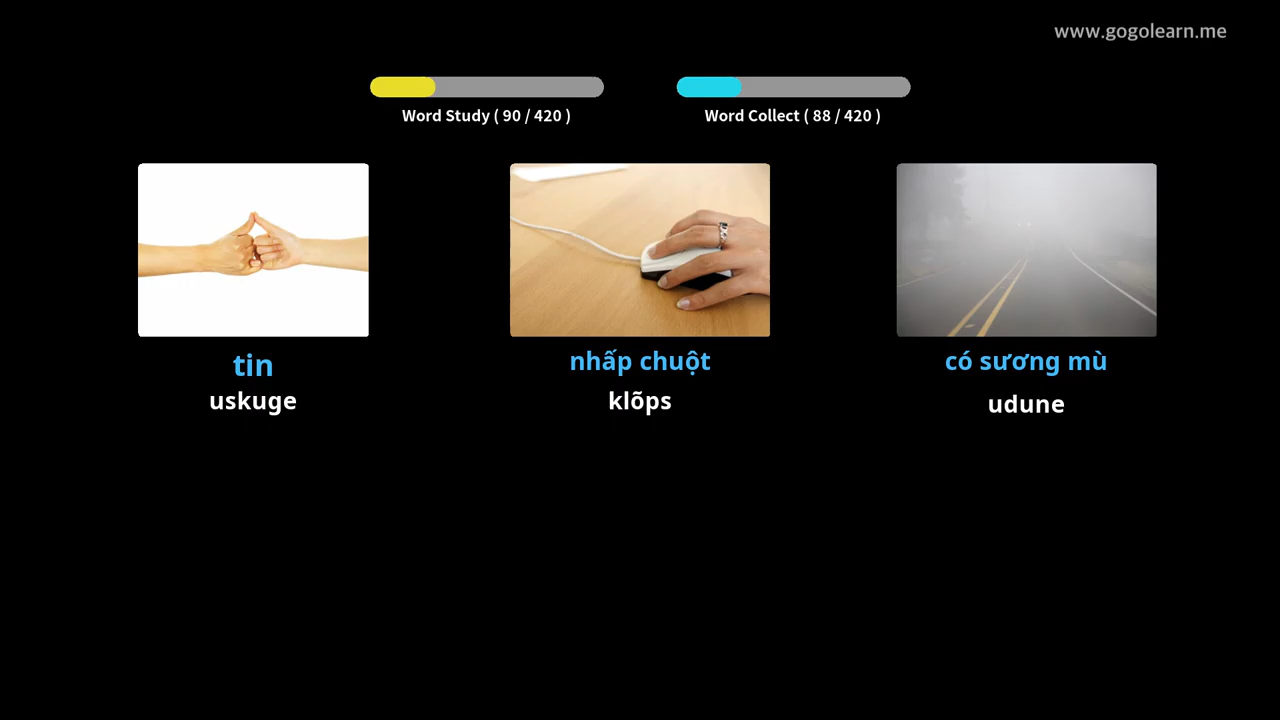 www.gogolearn.me
Word Study ( 90 / 420 )
Word Collect ( 88 / 420 )
tin
uskuge
nhấp chuột
klõps
có sương mù
udune